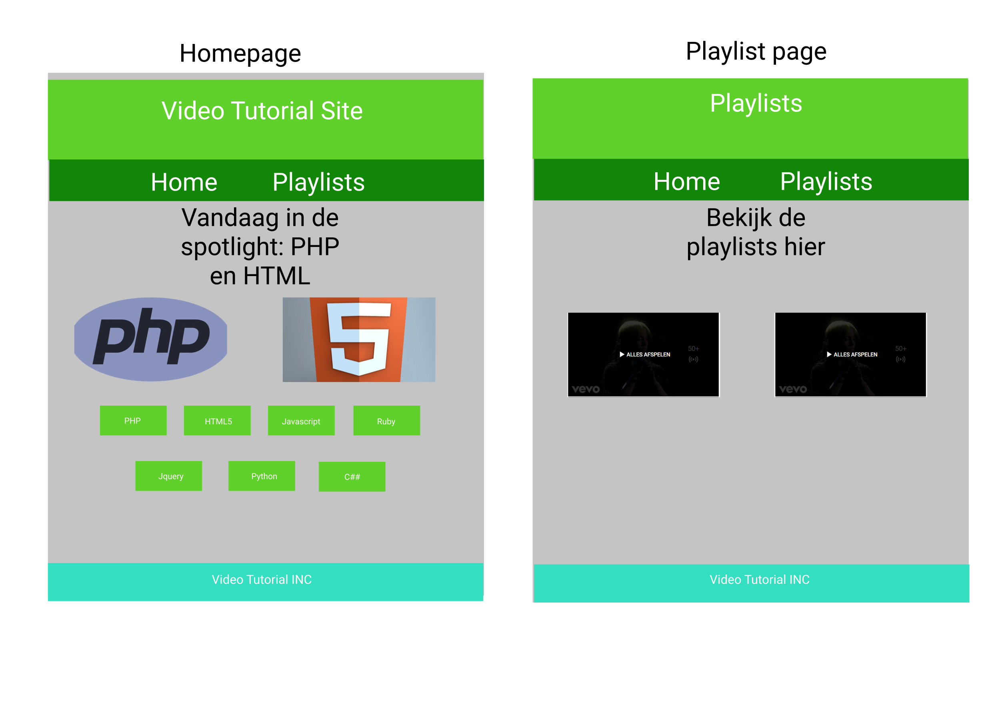 Homepage
Video Tutorial Site
Home Playlists
Vandaag in de
spotlight: PHP
en HTML
php
5
PHP HTML5 Javascript Ruby
Jquery Python C##
Video Tutorial INC
Playlist page
Playlists
Home Playlists
Bekijk de
playlists hier
50+
ALLES AFSPELEN
vevo
50+
ALLES AFSPELEN
vevo
Video Tutorial INC